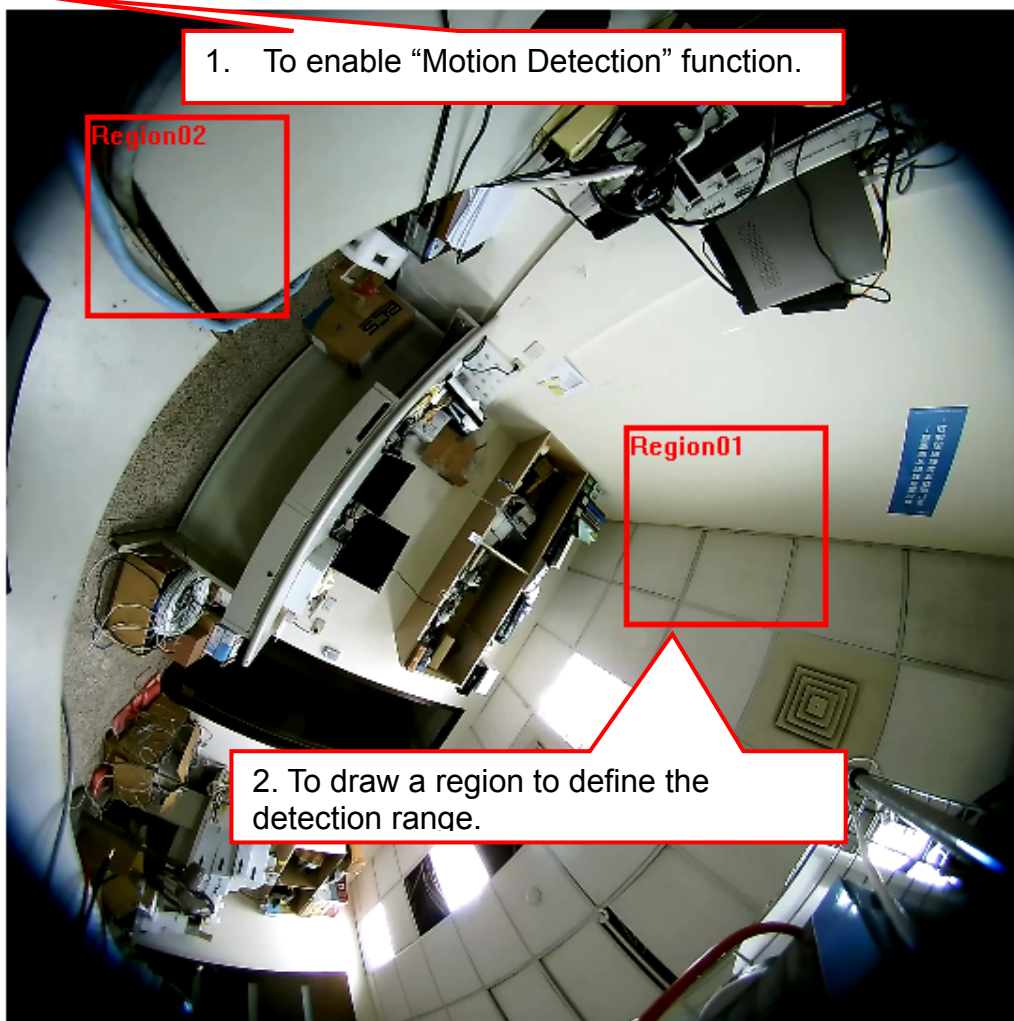 1. To enable “Motion Detection” function.
Region02
Region01
2. To draw a region to define the
detection range.